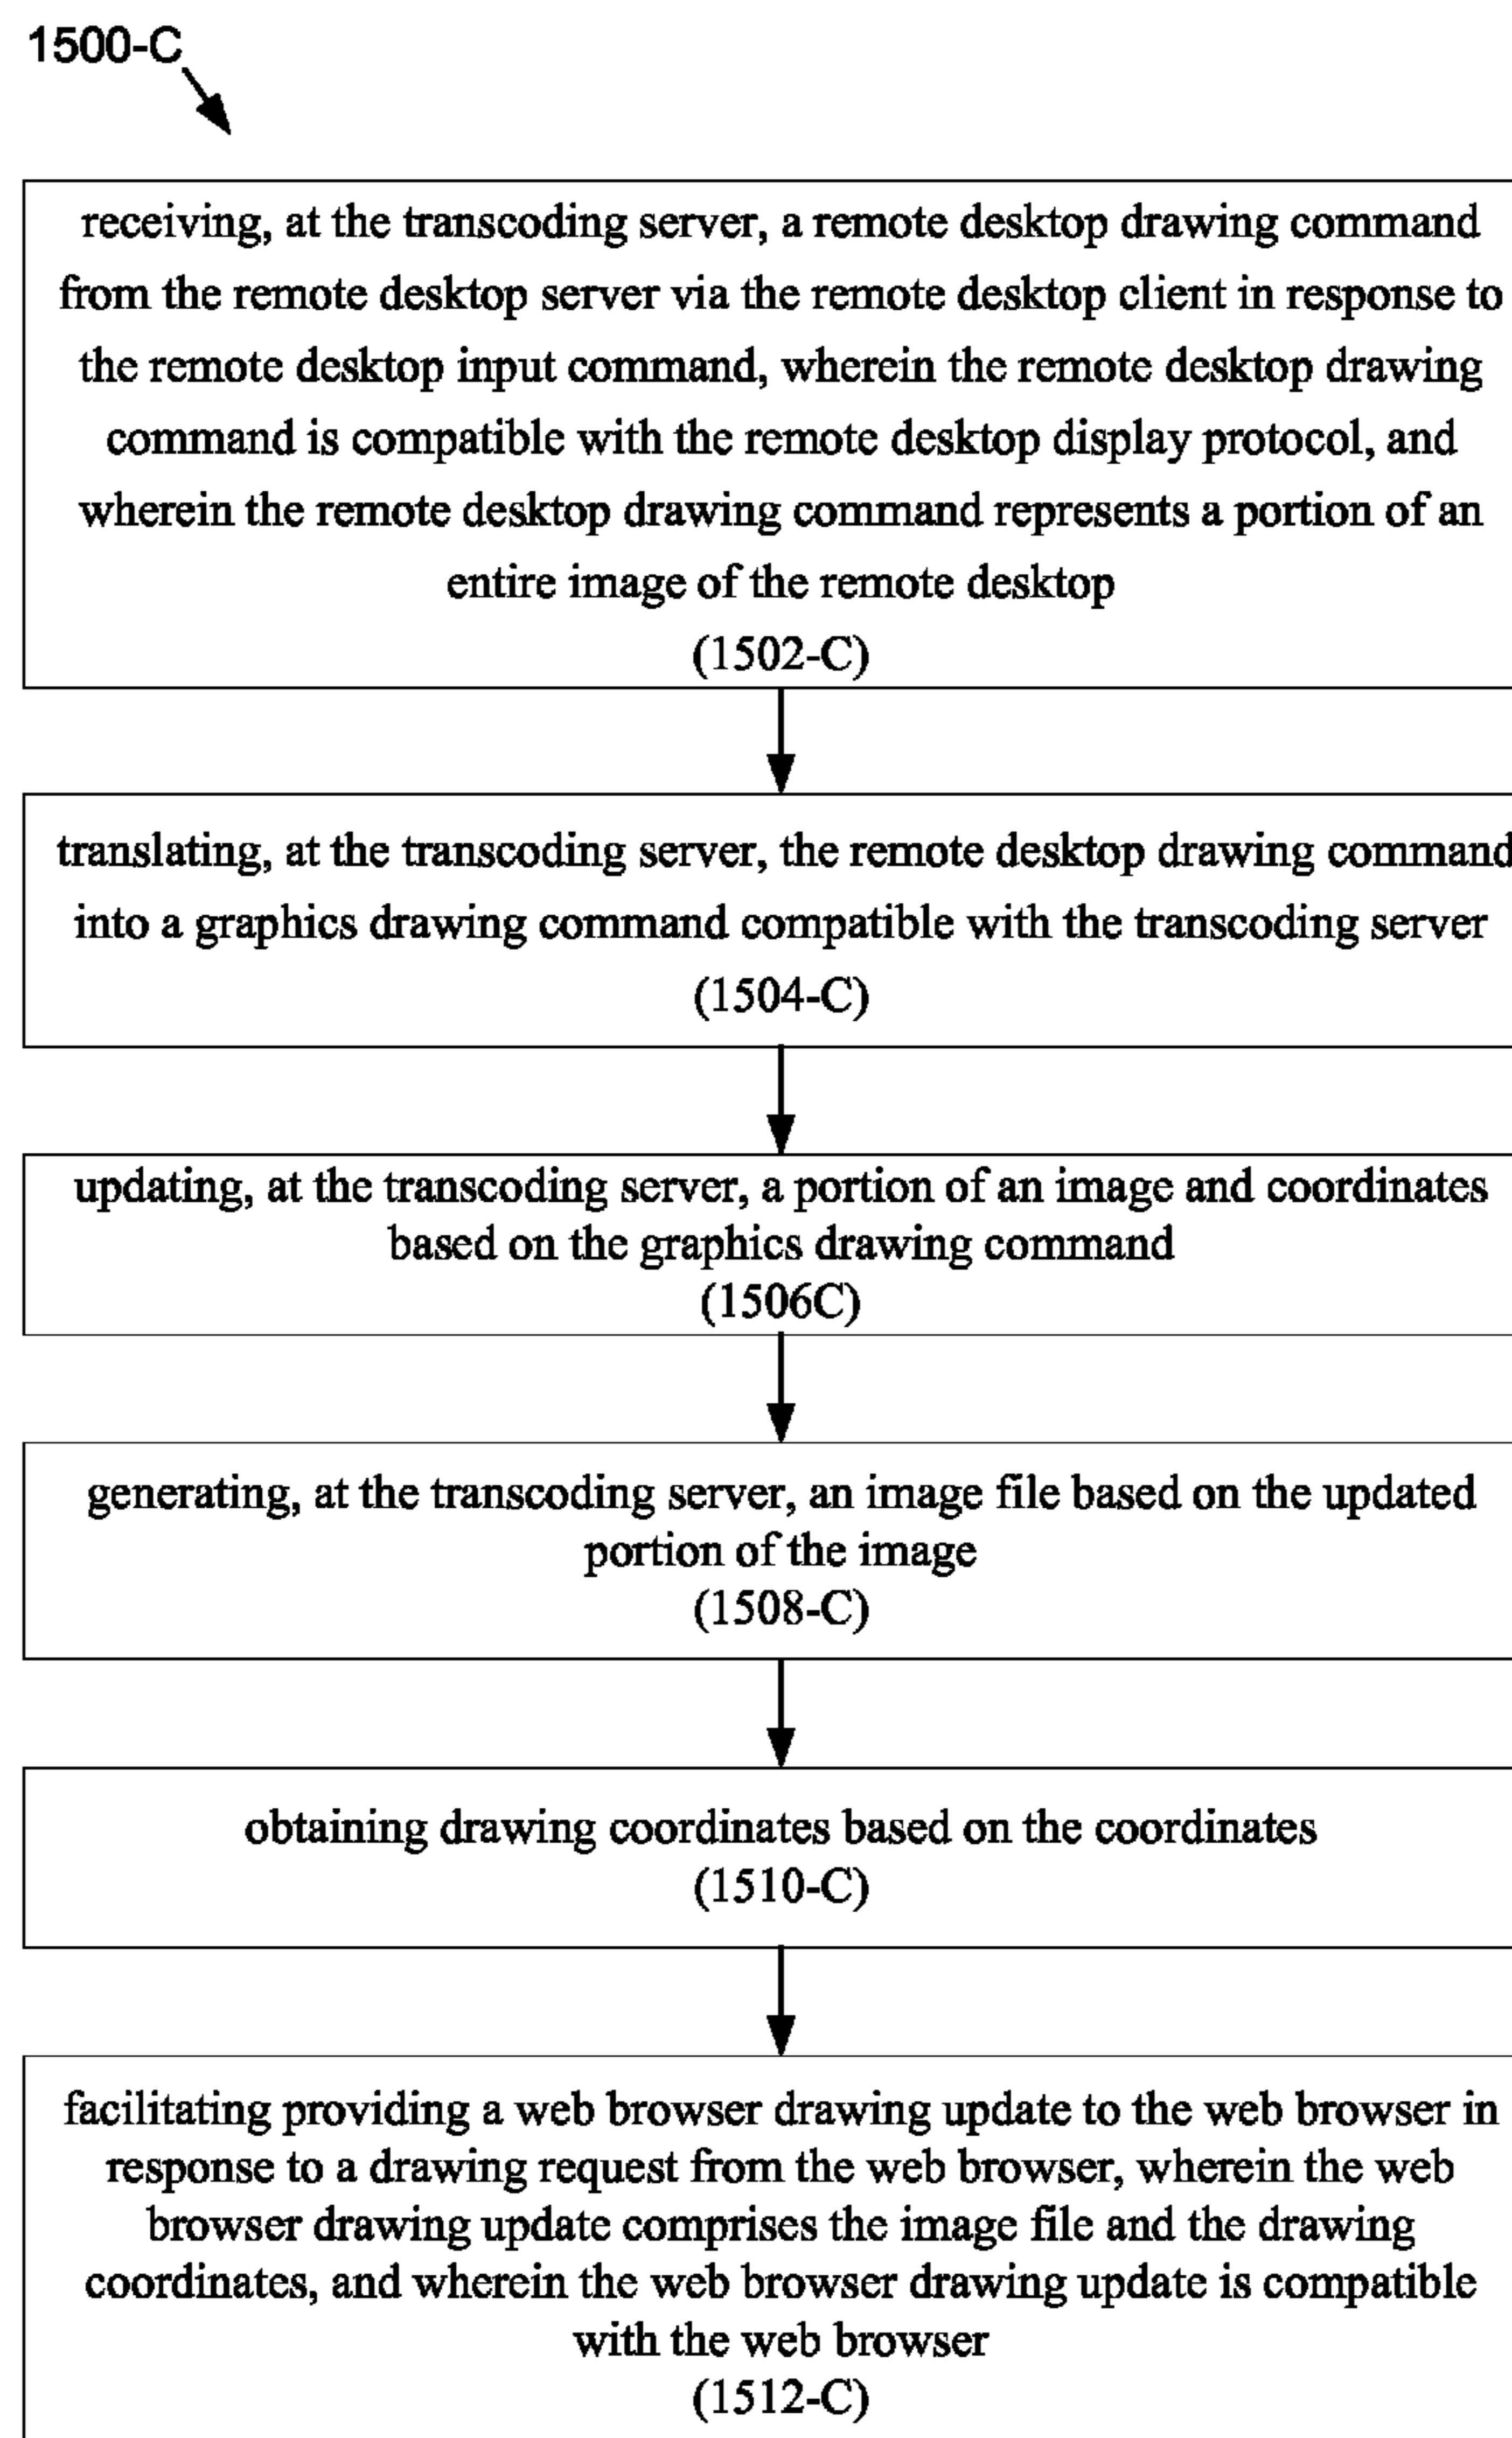 1500-C
receiving, at the transcoding server, a remote desktop drawing command
from the remote desktop server via the remote desktop client in response to
the remote desktop input command, wherein the remote desktop drawing
command is compatible with the remote desktop display protocol, and
wherein the remote desktop drawing command represents a portion of an
entire image of the remote desktop
(1502-C)
translating, at the transcoding server, the remote desktop drawing command
into a graphics drawing command compatible with the transcoding server
(1504-C)
updating, at the transcoding server, a portion of an image and coordinates
based on the graphics drawing command
(1506C)
generating, at the transcoding server, an image file based on the updated
portion of the image
(1508-C)
obtaining drawing coordinates based on the coordinates
(1510-C)
facilitating providing a web browser drawing update to the web browser in
response to a drawing request from the web browser, wherein the web
browser drawing update comprises the image file and the drawing
coordinates, and wherein the web browser drawing update is compatible
with the web browser
(1512-C)